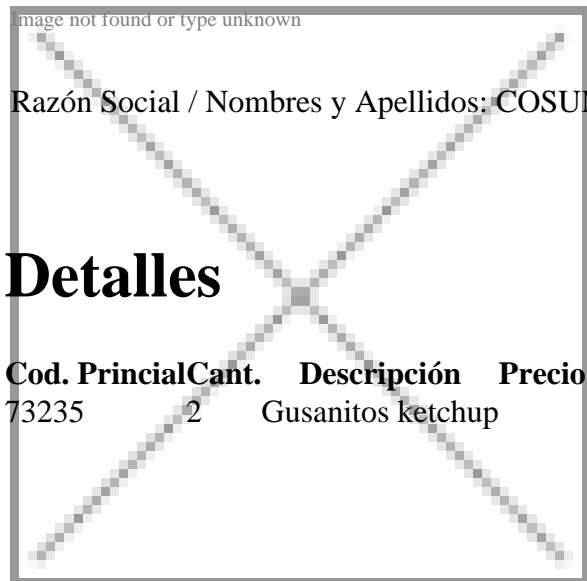 Image not found or type unknown
Razón Social / Nombres y Apellidos: COSU
Detalles
Cod. Princial Cant. Descripción Precio
73235 2 Gusanitos ketchup